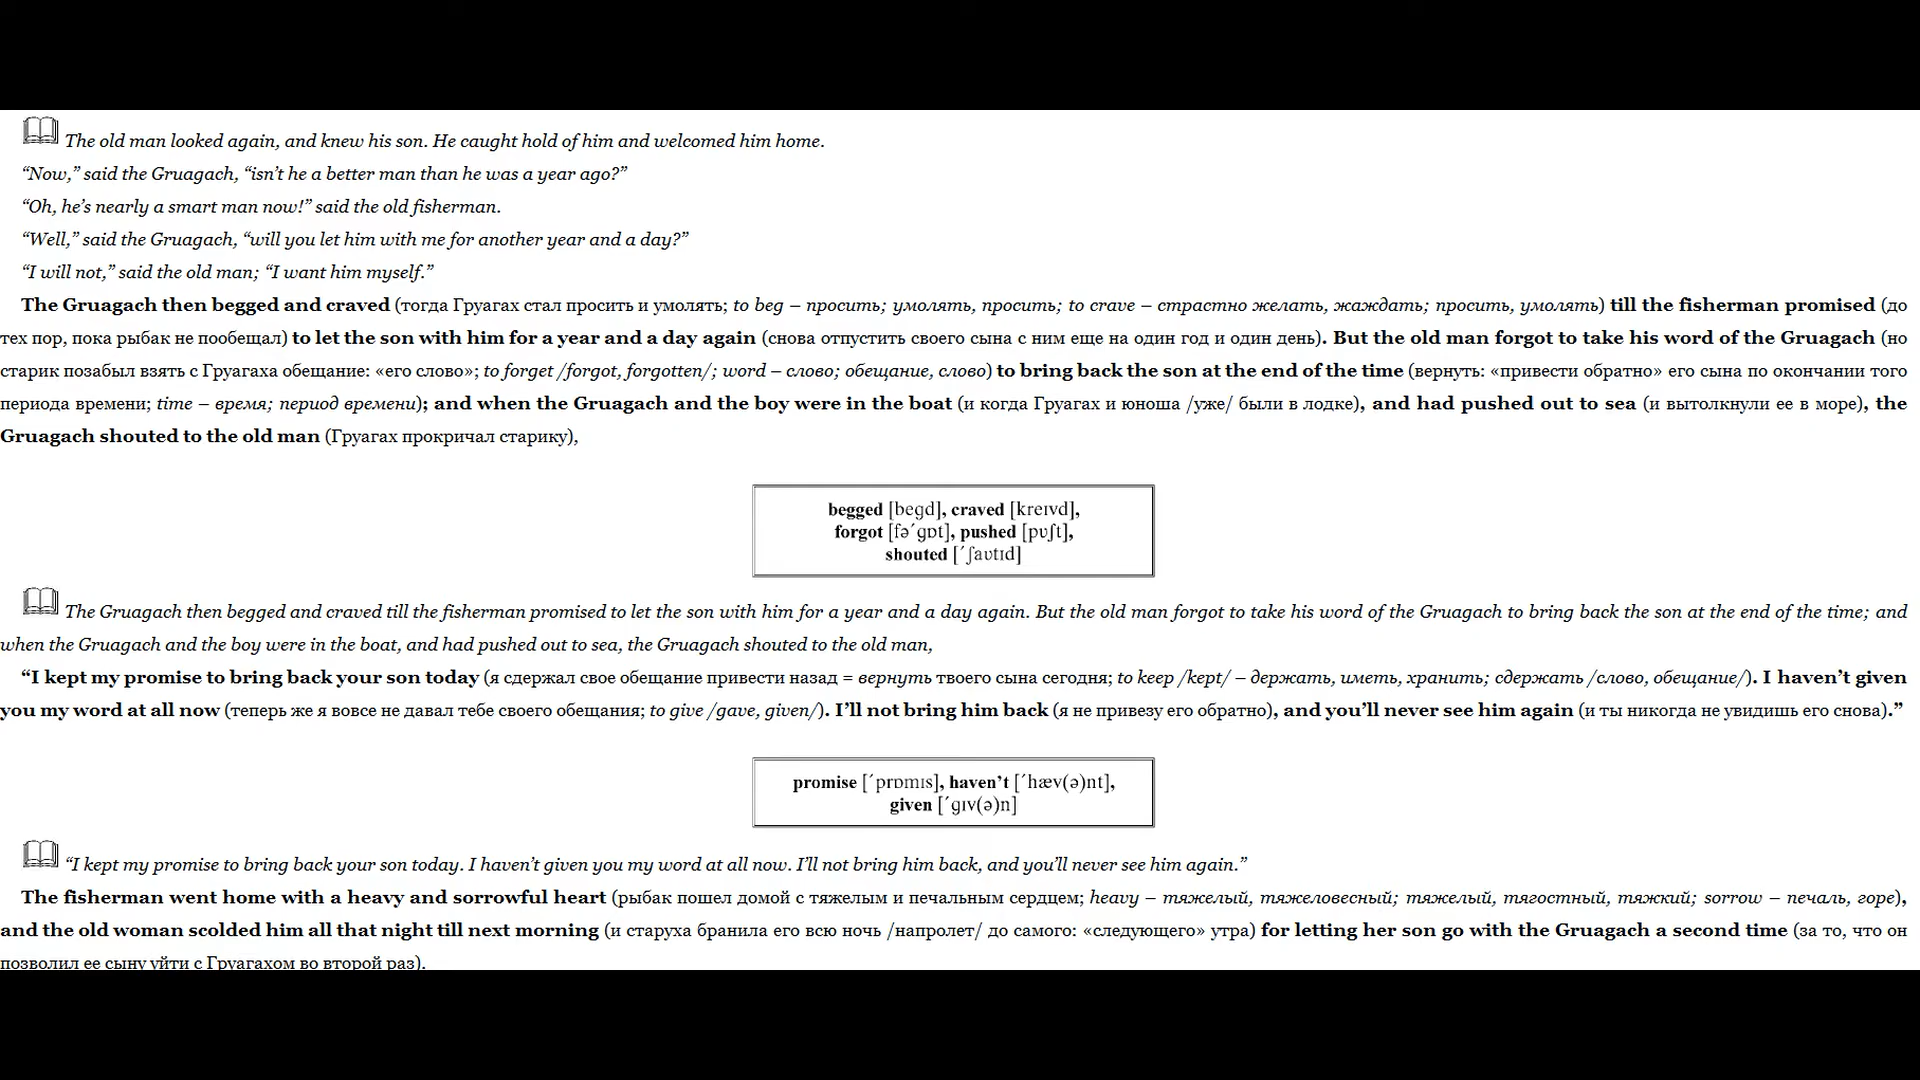 The old man looked again, and knew his son. He caught hold of him and welcomed him home.
“Now,” said the Gruagach, “isn’t he a better man than he was a year ago?”
“Oh, he’s nearly a smart man now!” said the old fisherman.
“Well,” said the Gruagach, “will you let him with me for another year and a day?”
“I will not,” said the old man; “I want him myself.”
The Gruagach then begged and craved (тогда Груагах стал просить и умолять; to beg – просить; умолять, просить; to crave – страстно желать, жаждать; просить, умолять) till the fisherman promised (до
тех пор, пока рыбак не пообещал) to let the son with him for a year and a day again (снова отпустить своего сына с ним еще на один год и один день). But the old man forgot to take his word of the Gruagach (но
старик позабыл взять с Груагаха обещание: «его слово»; to forget /forgot, forgotten/; word – слово; обещание, слово) to bring back the son at the end of the time (вернуть: «привести обратно» его сына по окончании того
периода времени; time – время; период времени); and when the Gruagach and the boy were in the boat (и когда Груагах и юноша /уже/ были в лодке), and had pushed out to sea (и вытолкнули ее в море), the
Gruagach shouted to the old man (Груагах прокричал старику),
begged [begd], craved [kreɪvd],
forgot [fə´gɒt], pushed [pʊʃt],
shouted [´ʃaʊtɪd]
The Gruagach then begged and craved till the fisherman promised to let the son with him for a year and a day again. But the old man forgot to take his word of the Gruagach to bring back the son at the end of the time; and
when the Gruagach and the boy were in the boat, and had pushed out to sea, the Gruagach shouted to the old man,
“I kept my promise to bring back your son today (я сдержал свое обещание привести назад = вернуть твоего сына сегодня; to keep /kept/ – держать, иметь, хранить; сдержать /слово, обещание/). I haven’t given
you my word at all now (теперь же я вовсе не давал тебе своего обещания; to give /gave, given/). I’ll not bring him back (я не привезу его обратно), and you’ll never see him again (и ты никогда не увидишь его снова).”
promise [´prɒmɪs], haven’t [´hæv(ə)nt],
given [´gɪv(ə)n]
“I kept my promise to bring back your son today. I haven’t given you my word at all now. I’ll not bring him back, and you’ll never see him again.”
The fisherman went home with a heavy and sorrowful heart (рыбак пошел домой с тяжелым и печальным сердцем; heavy – тяжелый, тяжеловесный; тяжелый, тягостный, тяжкий; sorrow – печаль, горе),
and the old woman scolded him all that night till next morning (и старуха бранила его всю ночь /напролет/ до самого: «следующего» утра) for letting her son go with the Gruagach a second time (за то, что он
позволил ее сыну уйти с Груагахом во второй раз).